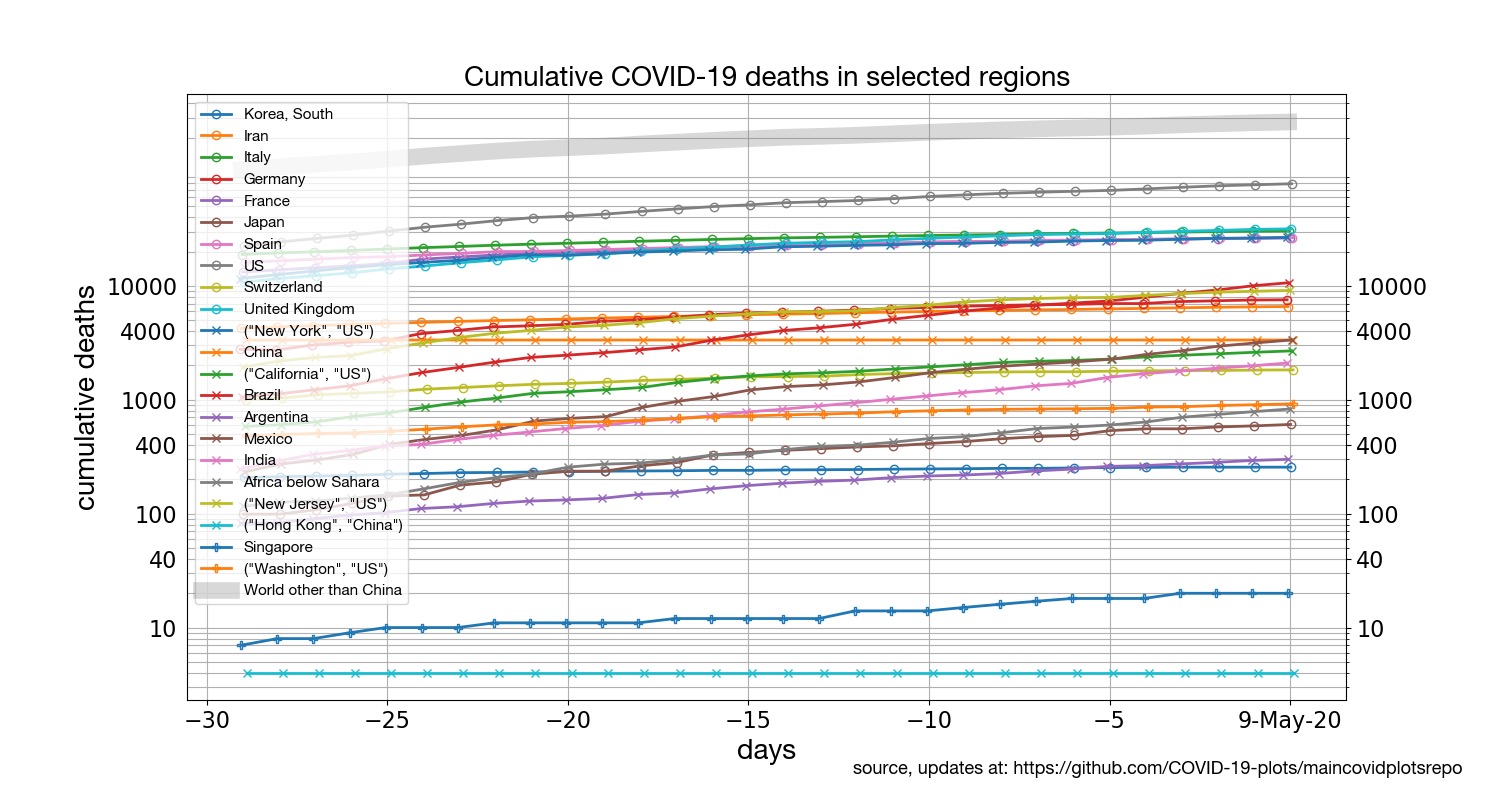 Cumulative COVID-19 deaths in selected regions
cumulative deaths
10000
4000
1000
400
100
40
10
Korea, South
Iran
Italy
Germany
France
Japan
Spain
US
Switzerland
United Kingdom
("New York", "US")
China
("California", "US")
Brazil
Argentina
Mexico
India
Africa below Sahara
("New Jersey", "US")
("Hong Kong", "China")
Singapore
("Washington", "US")
World other than China
10000
4000
1000
400
100
40
10
−30 −25 −20 −15 −10 −5 9-May-20
days
source, updates at: https://github.com/COVID-19-plots/maincovidplotsrepo